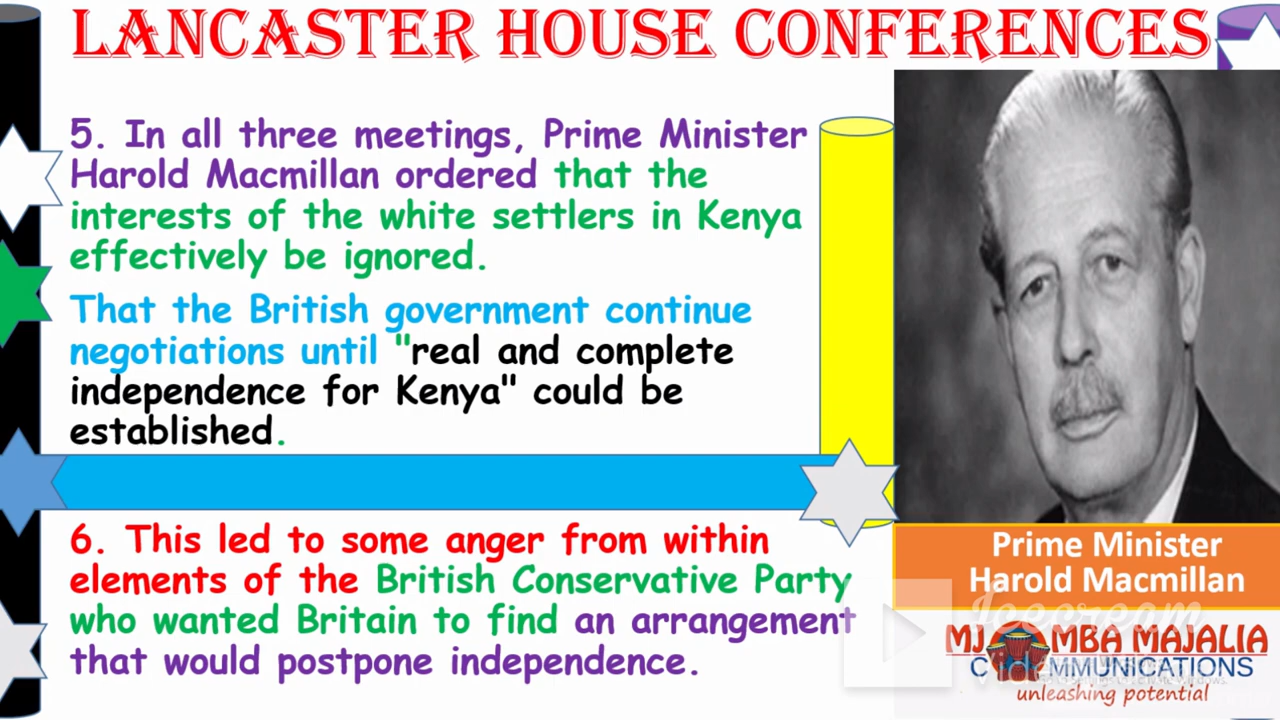 LANCASTER HOUSE CONFERENCES
5. In all three meetings, Prime Minister
Harold Macmillan ordered that the
interests of the white settlers in Kenya
effectively be ignored.
That the British government continue
negotiations until "real and complete
independence for Kenya" could be
established.
6. This led to some anger from within
elements of the British Conservative Party
who wanted Britain to find an arrangement
that would postpone independence.
Prime Minister
Harold Macmillan
Icecream
MJOMBA MAJALIA
COMMUNICATIONS
unleashing potential